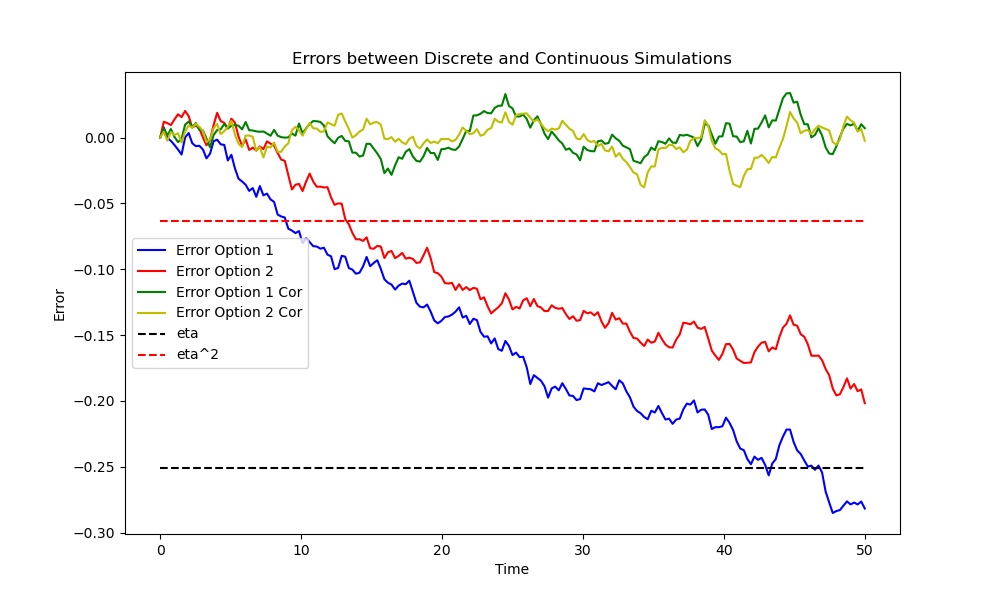 Errors between Discrete and Continuous Simulations
0.00
−0.05
−0.10
−0.15
−0.20
−0.25
−0.30
Error
Error Option 1
Error Option 2
Error Option 1 Cor
Error Option 2 Cor
eta
eta^2
0 10 20 30 40 50
Time